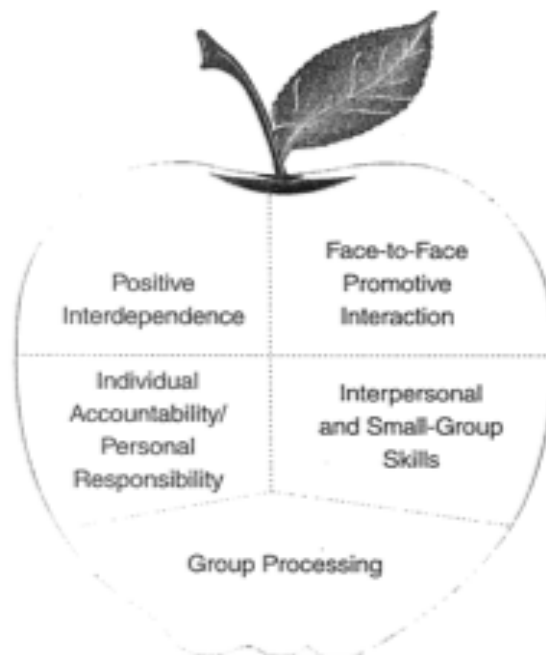 Positive
Interdependence
Face-to-Face
Promotive
Interaction
Individual
Accountability/
Personal
Responsibility
Interpersonal
and Small-Group
Skills
Group Processing